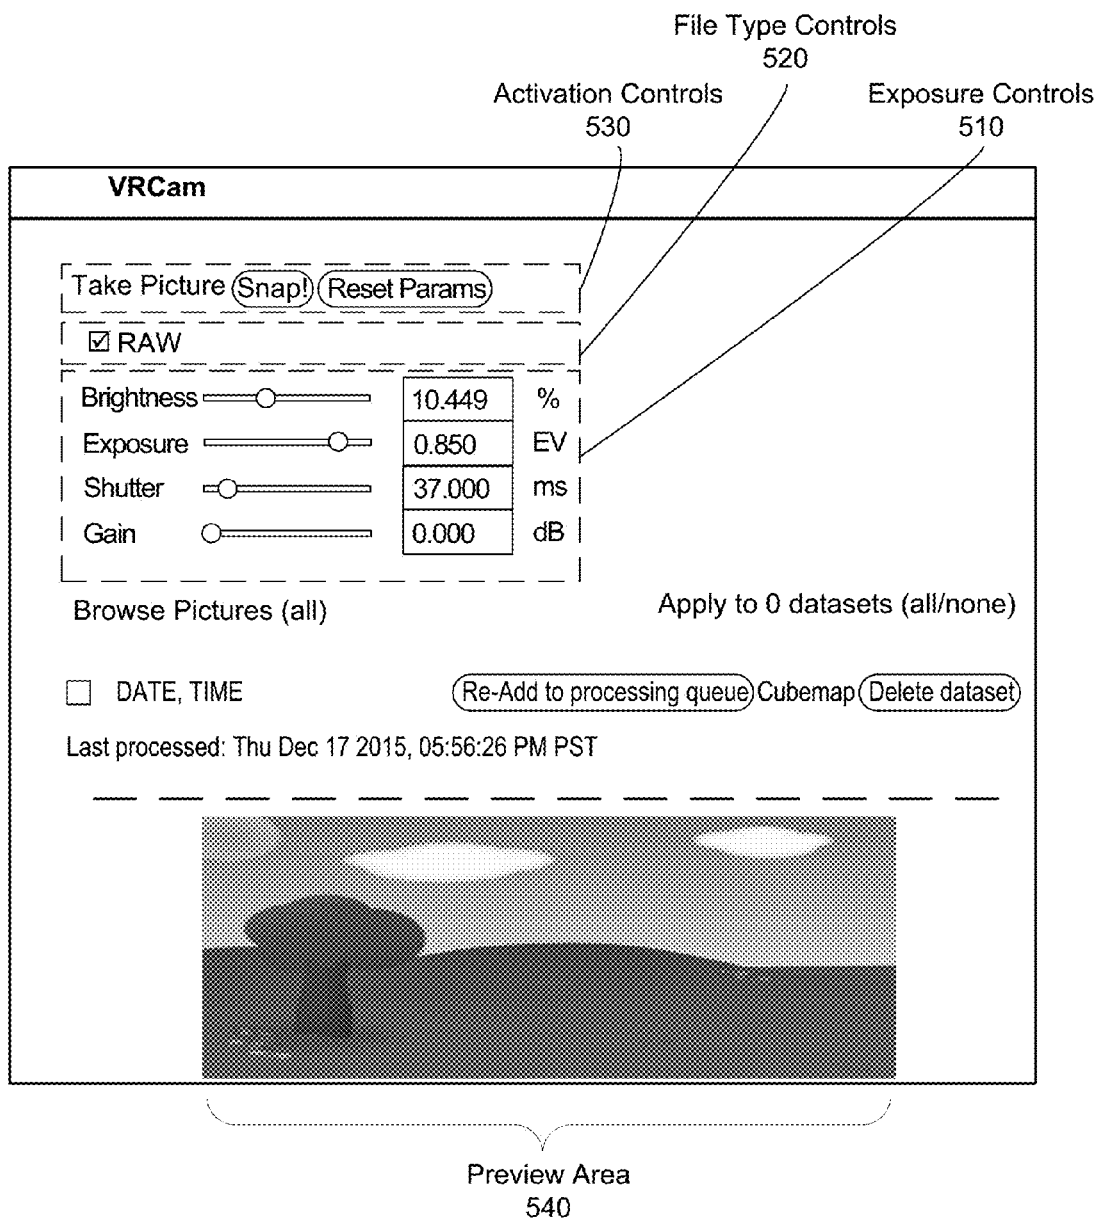 File Type Controls
520
Activation Controls
530
Exposure Controls
510
VRCam
Take Picture Snap! Reset Params
RAW
Brightness 10.449 %
Exposure 0.850 EV
Shutter 37.000 ms
Gain 0.000 dB
Browse Pictures (all)
Apply to 0 datasets (all/none)
DATE, TIME Re-Add to processing queue Cubemap Delete dataset
Last processed: Thu Dec 17 2015, 05:56:26 PM PST
Preview Area
540